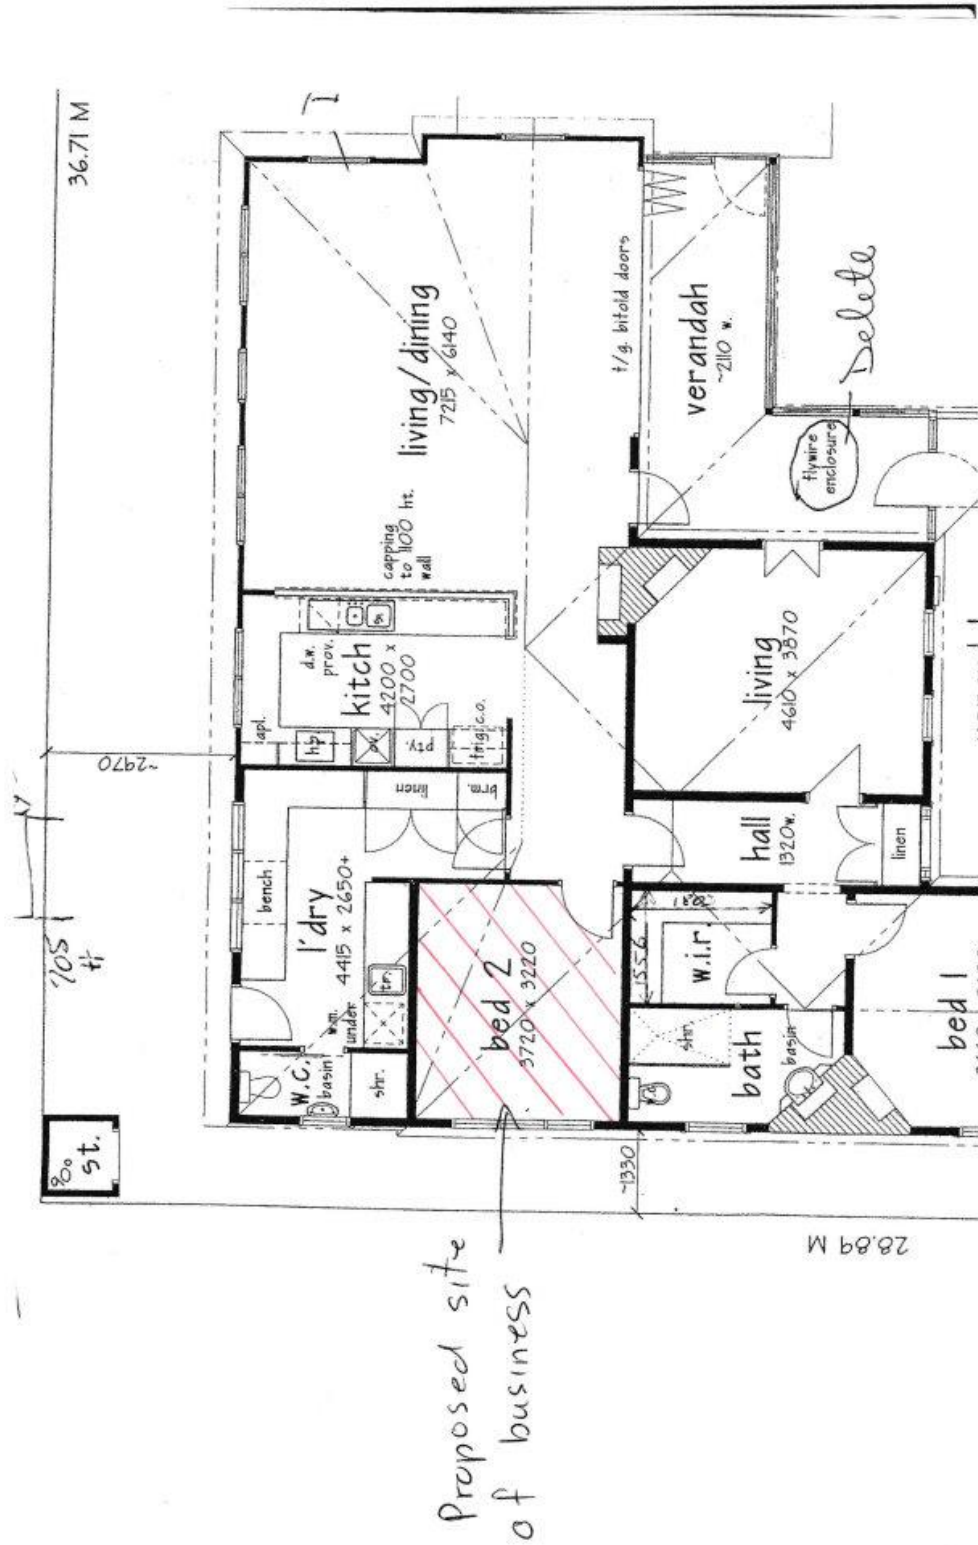 36.71 M
living/dining
7215 x 6140
t/g. bifold doors
verandah
~2110 w.
Delete
flywire
enclosure
capping
to 1100 ht.
wall
d.w.
prov.
kitch
4200 x
2700
apl.
h.p.
ov.
pty.
frig.
c.o.
~2970
living
4610 x 3870
linen
brm.
bench
l'dry
4415 x 2650+
w.m.
under
tr.
hall
1320w.
linen
w.i.r.
1556
bed 2
3720 x 3220
W.C.
basin
shr.
shr
bath
basin
w.c.
bed 1
st.
~1330
28.89 M
Proposed site
of business